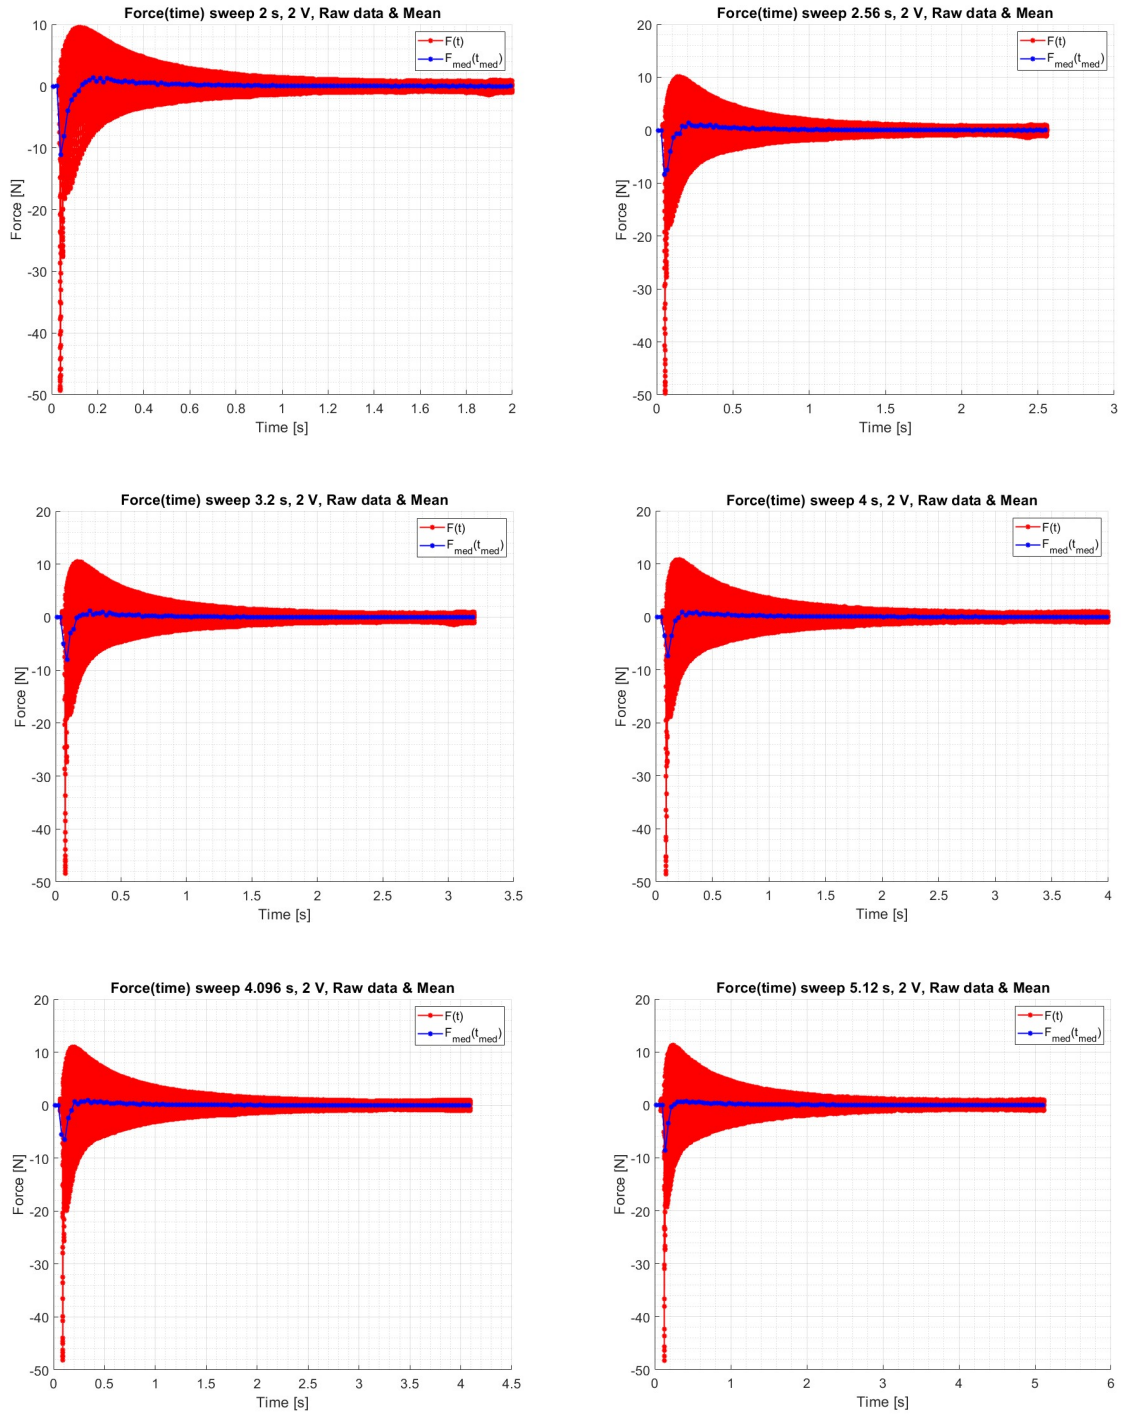 Force(time) sweep 2 s, 2 V, Raw data & Mean
F(t)
F_med(t_med)
Force [N]
10
0
-10
-20
-30
-40
-50
0 0.2 0.4 0.6 0.8 1 1.2 1.4 1.6 1.8 2
Time [s]
Force(time) sweep 2.56 s, 2 V, Raw data & Mean
F(t)
F_med(t_med)
Force [N]
20
10
0
-10
-20
-30
-40
-50
0 0.5 1 1.5 2 2.5 3
Time [s]
Force(time) sweep 3.2 s, 2 V, Raw data & Mean
F(t)
F_med(t_med)
Force [N]
20
10
0
-10
-20
-30
-40
-50
0 0.5 1 1.5 2 2.5 3 3.5
Time [s]
Force(time) sweep 4 s, 2 V, Raw data & Mean
F(t)
F_med(t_med)
Force [N]
20
10
0
-10
-20
-30
-40
-50
0 0.5 1 1.5 2 2.5 3 3.5 4
Time [s]
Force(time) sweep 4.096 s, 2 V, Raw data & Mean
F(t)
F_med(t_med)
Force [N]
20
10
0
-10
-20
-30
-40
-50
0 0.5 1 1.5 2 2.5 3 3.5 4 4.5
Time [s]
Force(time) sweep 5.12 s, 2 V, Raw data & Mean
F(t)
F_med(t_med)
Force [N]
20
10
0
-10
-20
-30
-40
-50
0 1 2 3 4 5 6
Time [s]